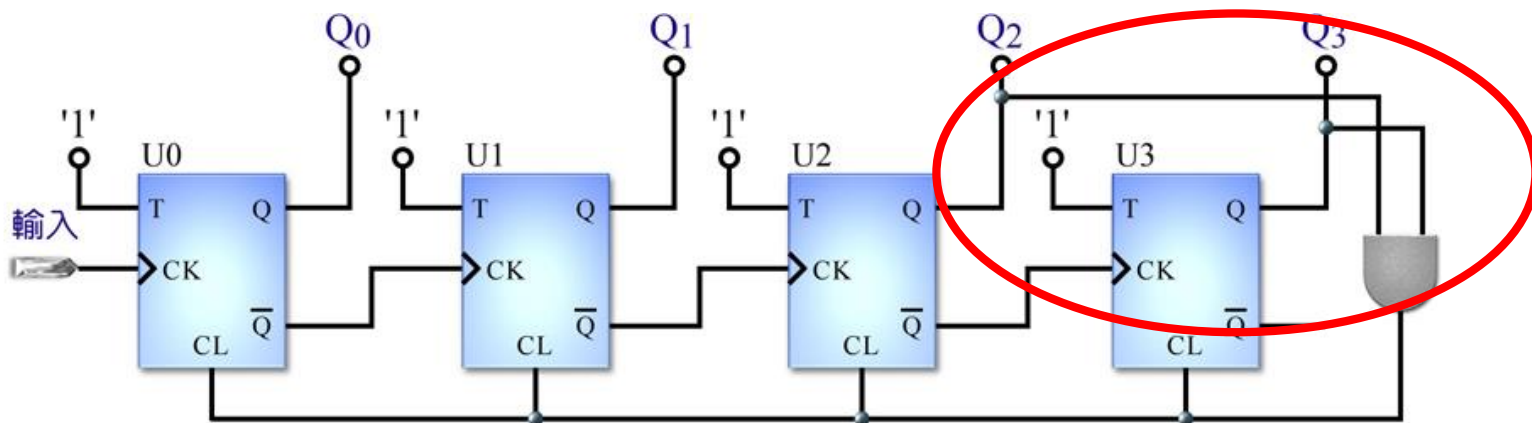 Q0 Q1 Q2 Q3
'1' '1' '1' '1'
U0 U1 U2 U3
T Q T Q T Q T Q
輸入
CK CK CK CK
Q̅ Q̅ Q̅ Q̅
CL CL CL CL